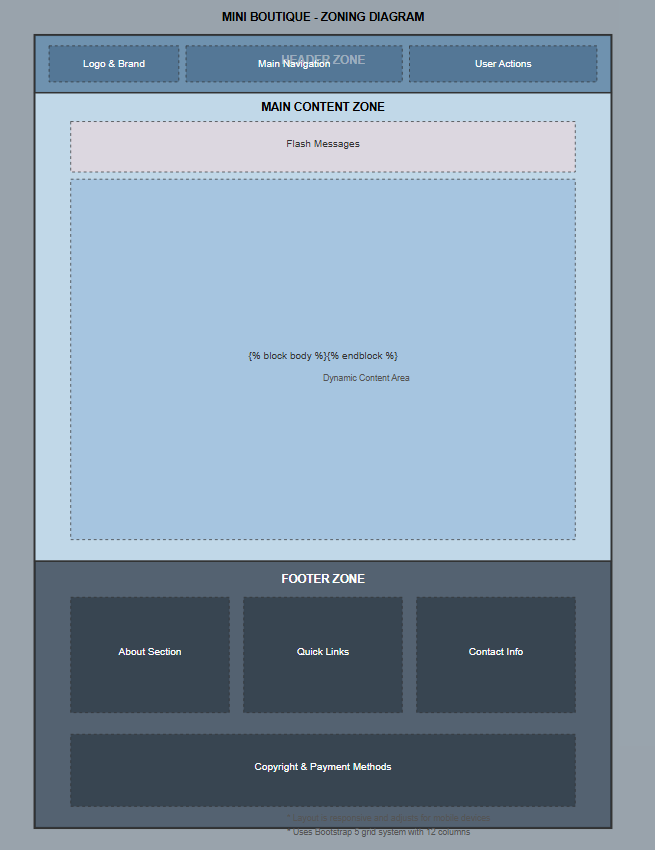 MINI BOUTIQUE - ZONING DIAGRAM
HEADER ZONE
Logo & Brand
Main Navigation
User Actions
MAIN CONTENT ZONE
Flash Messages
{% block body %}{% endblock %}
Dynamic Content Area
FOOTER ZONE
About Section
Quick Links
Contact Info
Copyright & Payment Methods
* Layout is responsive and adapts for mobile devices
* Uses Bootstrap 5 grid system with 12 columns